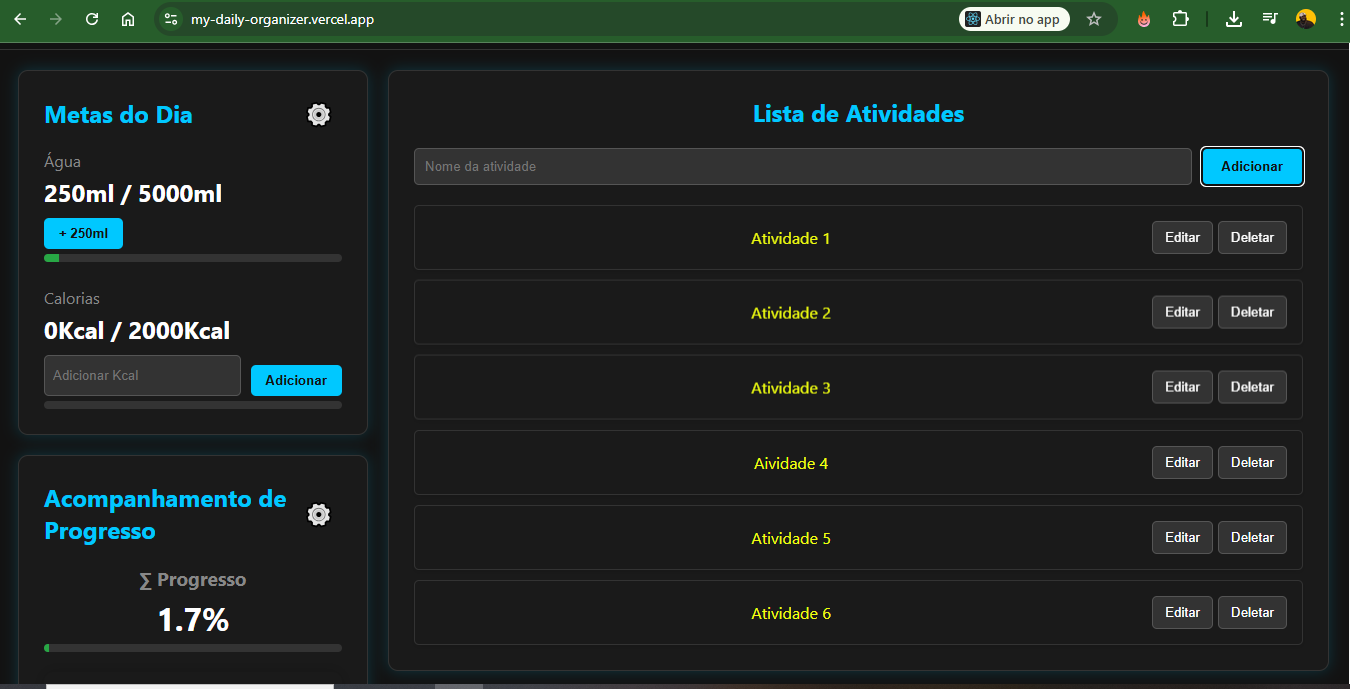 my-daily-organizer.vercel.app
Abrir no app
Metas do Dia
Água
250ml / 5000ml
+ 250ml
Calorias
0Kcal / 2000Kcal
Adicionar Kcal
Adicionar
Acompanhamento de
Progresso
∑ Progresso
1.7%
Lista de Atividades
Nome da atividade
Adicionar
Atividade 1
Editar
Deletar
Atividade 2
Editar
Deletar
Atividade 3
Editar
Deletar
Aividade 4
Editar
Deletar
Atividade 5
Editar
Deletar
Atividade 6
Editar
Deletar